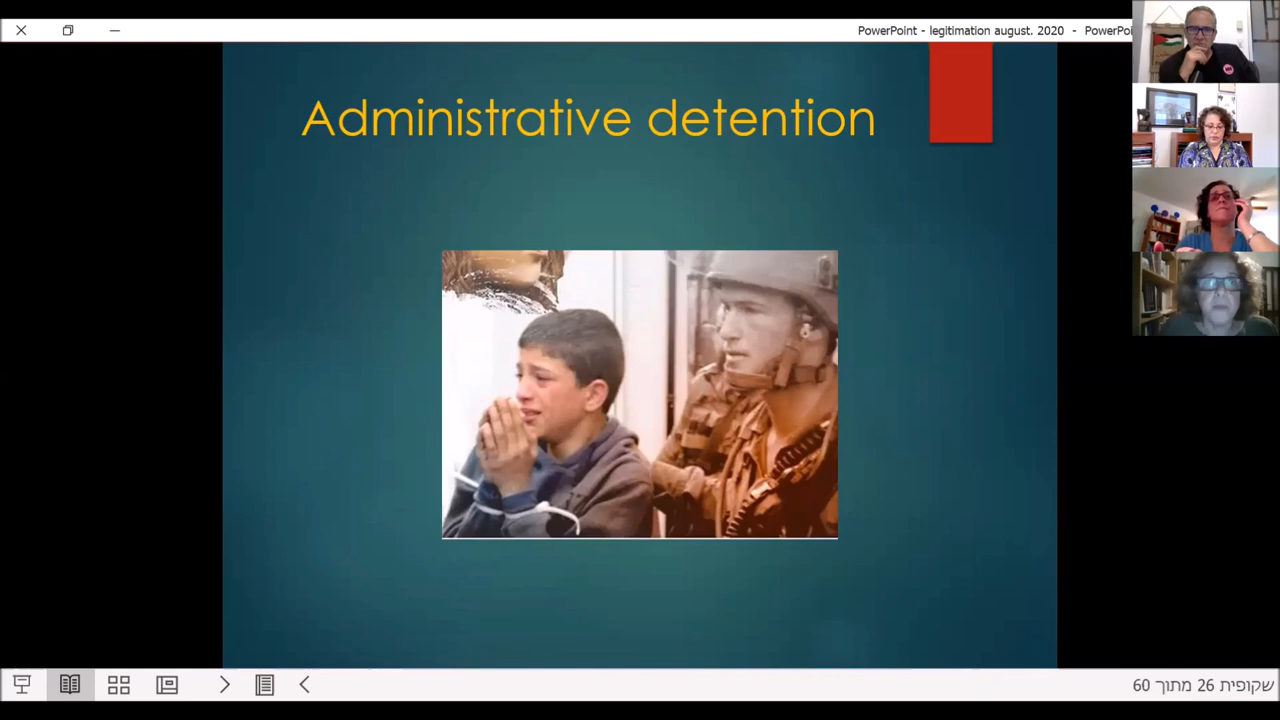 PowerPoint - legitimation august. 2020 - PowerPoi
Administrative detention
שקופית 26 מתוך 60